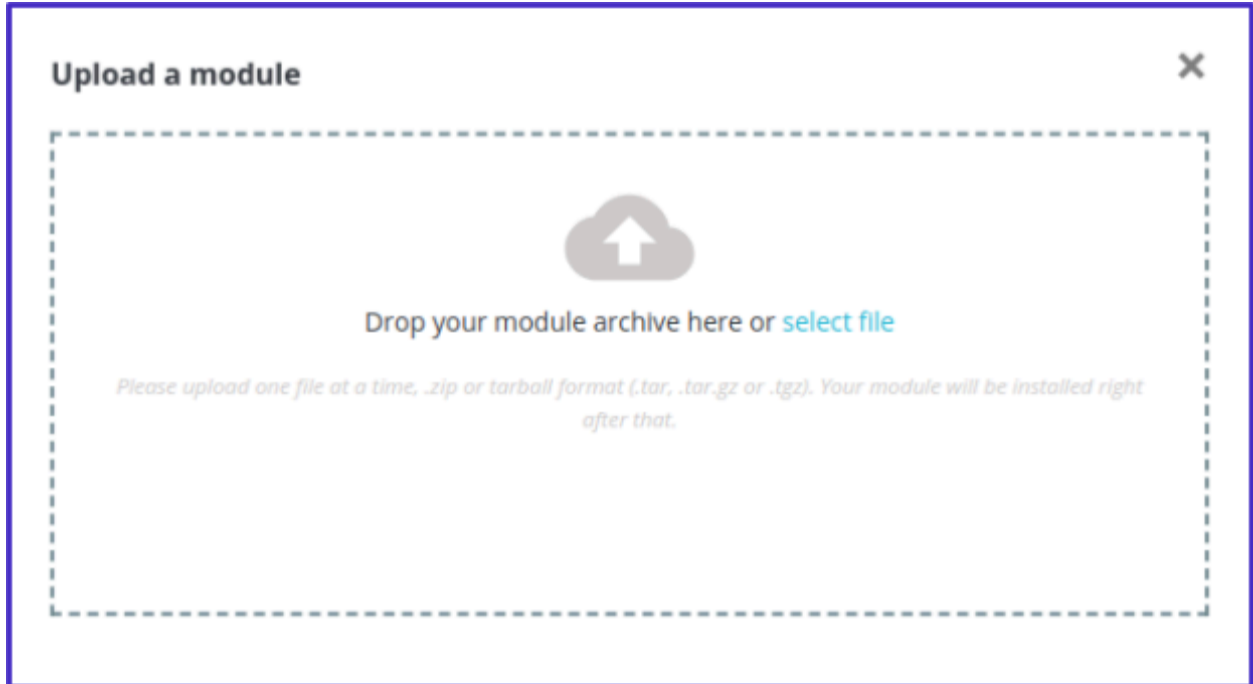 Upload a module
Drop your module archive here or select file
Please upload one file at a time, .zip or tarball format (.tar, .tar.gz or .tgz). Your module will be installed right
after that.